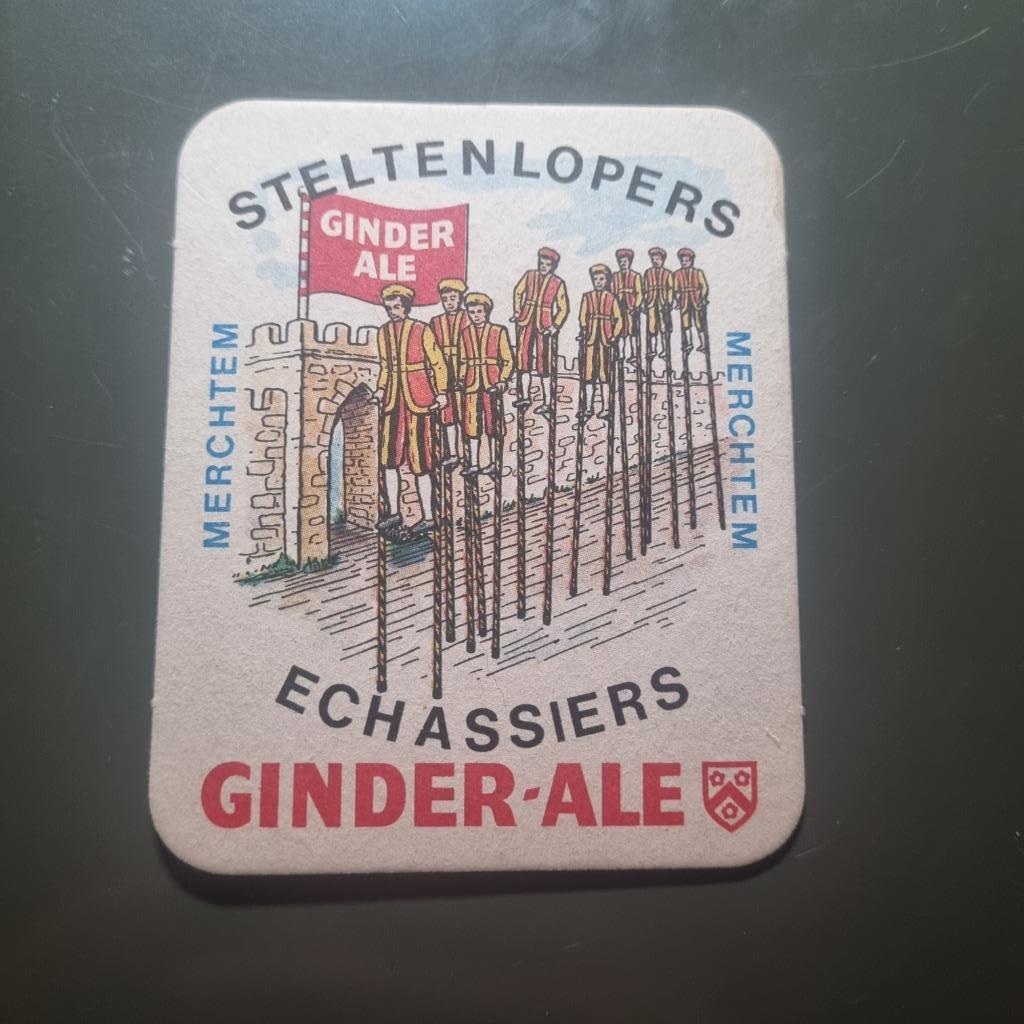 STELTENLOPERS
GINDER
ALE
MERCHTEM
MERCHTEM
ECHASSIERS
GINDER-ALE